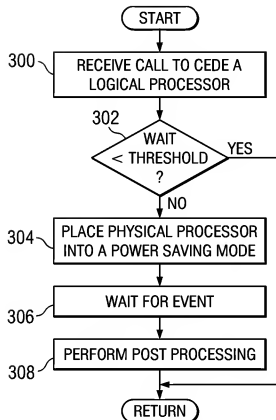 START
300
RECEIVE CALL TO CEDE A
LOGICAL PROCESSOR
302
WAIT
< THRESHOLD
?
YES
NO
304
PLACE PHYSICAL PROCESSOR
INTO A POWER SAVING MODE
306
WAIT FOR EVENT
308
PERFORM POST PROCESSING
RETURN